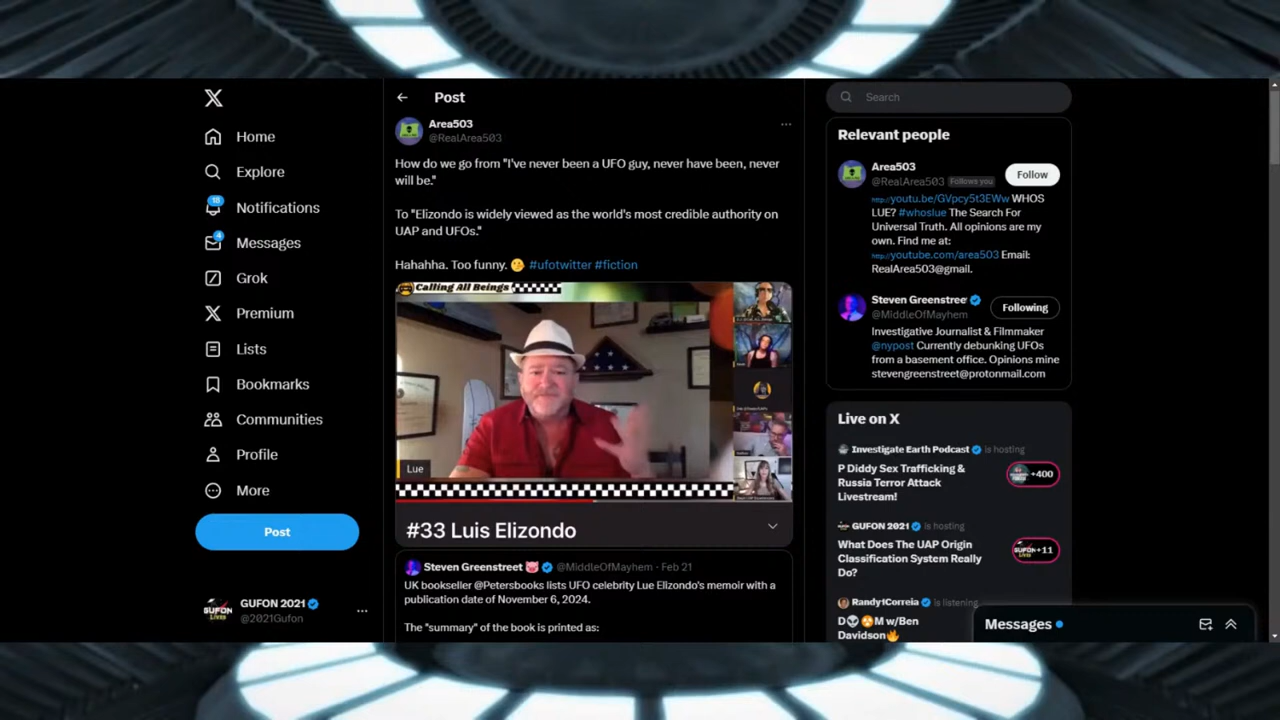 Home
Explore
18
Notifications
4
Messages
Grok
Premium
Lists
Bookmarks
Communities
Profile
More
Post
GUFON 2021
@2021Gufon
Post
Area503
@RealArea503
How do we go from "I've never been a UFO guy, never have been, never
will be."
To "Elizondo is widely viewed as the world's most credible authority on
UAP and UFOs."
Hahahha. Too funny. 🤫 #ufotwitter #fiction
Calling All Beings
Lue
#33 Luis Elizondo
Steven Greenstreet 🐷 @MiddleOfMayhem · Feb 21
UK bookseller @Petersbooks lists UFO celebrity Lue Elizondo's memoir with a
publication date of November 6, 2024.
The "summary" of the book is printed as:
Search
Relevant people
Area503
@RealArea503 Follows you
Follow
http://youtu.be/GVpcy5t3EWw WHOS
LUE? #whoslue The Search For
Universal Truth. All opinions are my
own. Find me at:
http://youtube.com/area503 Email:
RealArea503@gmail.
Steven Greenstree
@MiddleOfMayhem
Following
Investigative Journalist & Filmmaker
@nypost Currently debunking UFOs
from a basement office. Opinions mine
stevengreenstreet@protonmail.com
Live on X
Investigate Earth Podcast is hosting
P Diddy Sex Trafficking &
Russia Terror Attack
Livestream!
+400
GUFON 2021 is hosting
What Does The UAP Origin
Classification System Really
Do?
+11
Randy1Correia is listening
D👽☢️M w/Ben
Davidson🔥
Messages